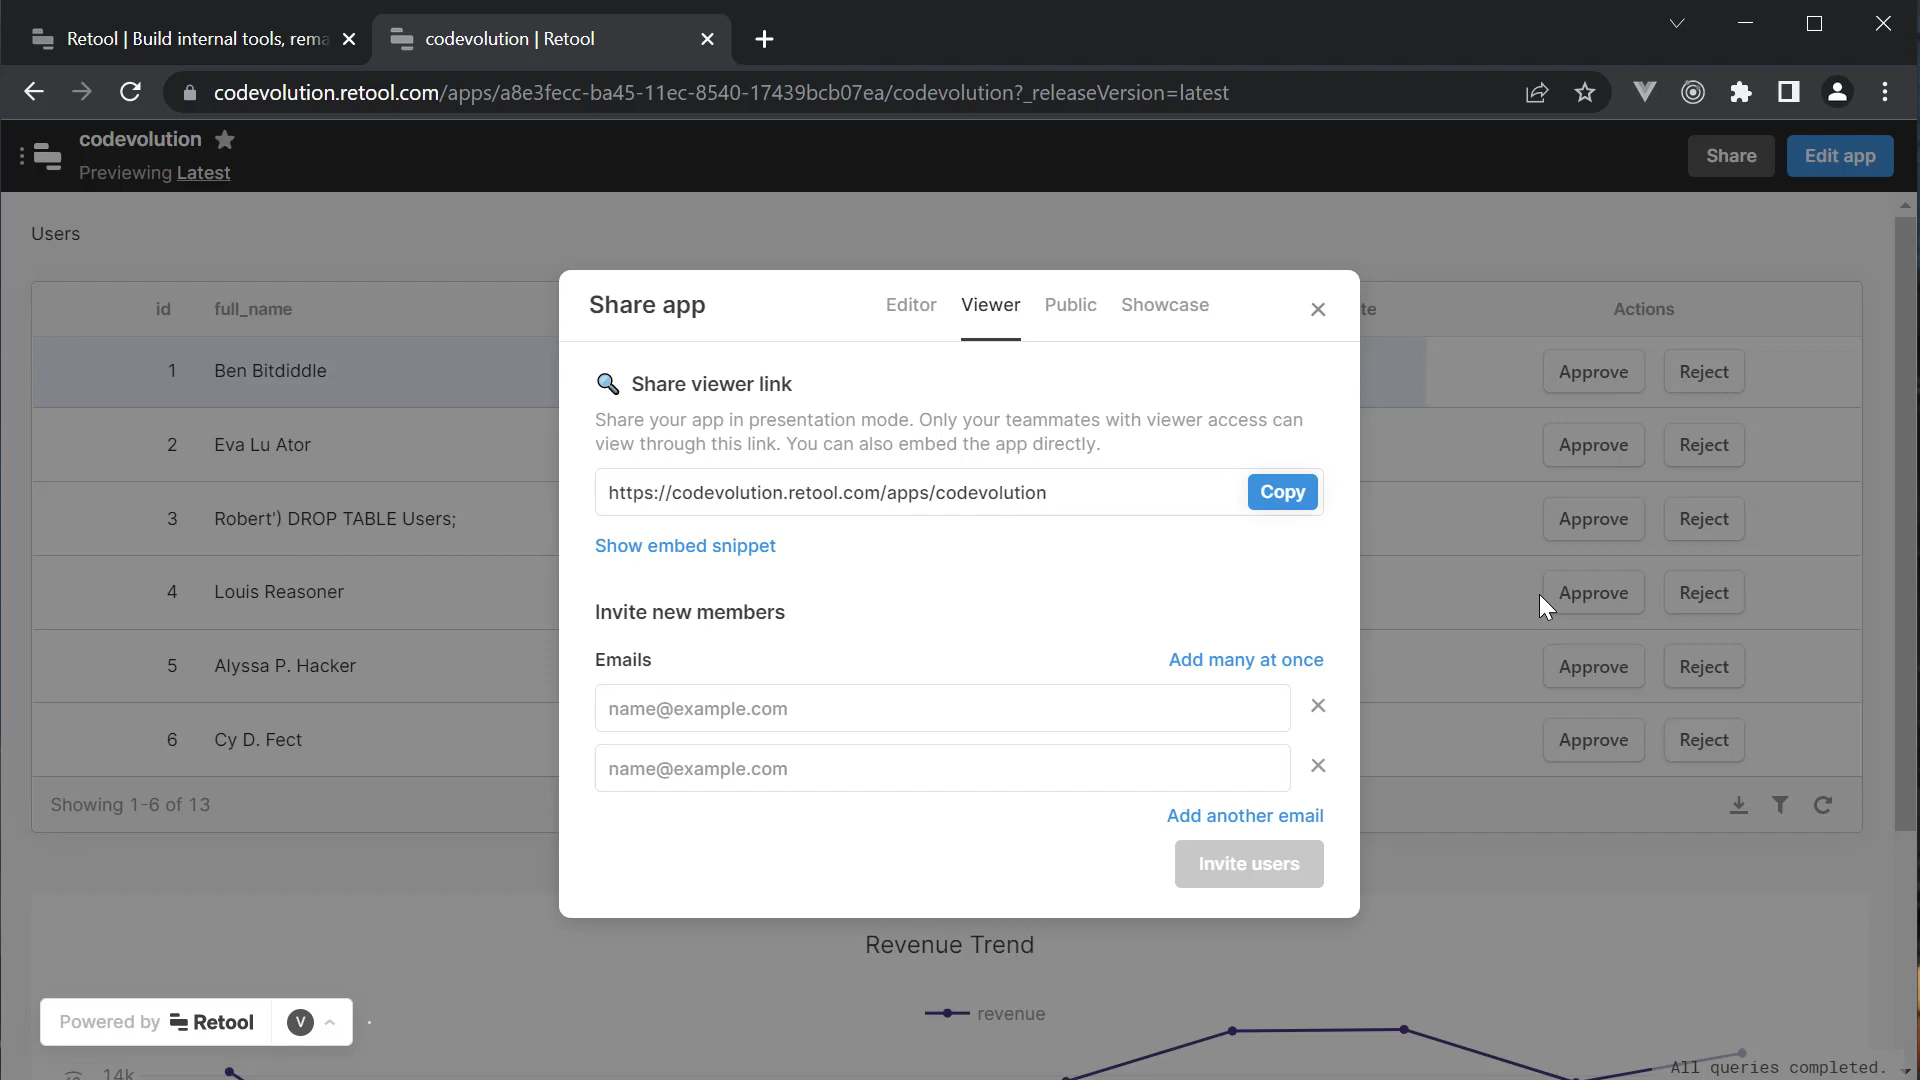 Retool | Build internal tools, rema
codevolution | Retool
codevolution.retool.com/apps/a8e3fecc-ba45-11ec-8540-17439bcb07ea/codevolution?_releaseVersion=latest
codevolution
Previewing Latest
Share
Edit app
Users
id
full_name
te
Actions
1
Ben Bitdiddle
Approve
Reject
2
Eva Lu Ator
Approve
Reject
3
Robert') DROP TABLE Users;
Approve
Reject
4
Louis Reasoner
Approve
Reject
5
Alyssa P. Hacker
Approve
Reject
6
Cy D. Fect
Approve
Reject
Showing 1-6 of 13
Share app
Editor
Viewer
Public
Showcase
Share viewer link
Share your app in presentation mode. Only your teammates with viewer access can
view through this link. You can also embed the app directly.
https://codevolution.retool.com/apps/codevolution
Copy
Show embed snippet
Invite new members
Emails
Add many at once
name@example.com
name@example.com
Add another email
Invite users
Revenue Trend
revenue
Powered by Retool
V
14k
All queries completed.